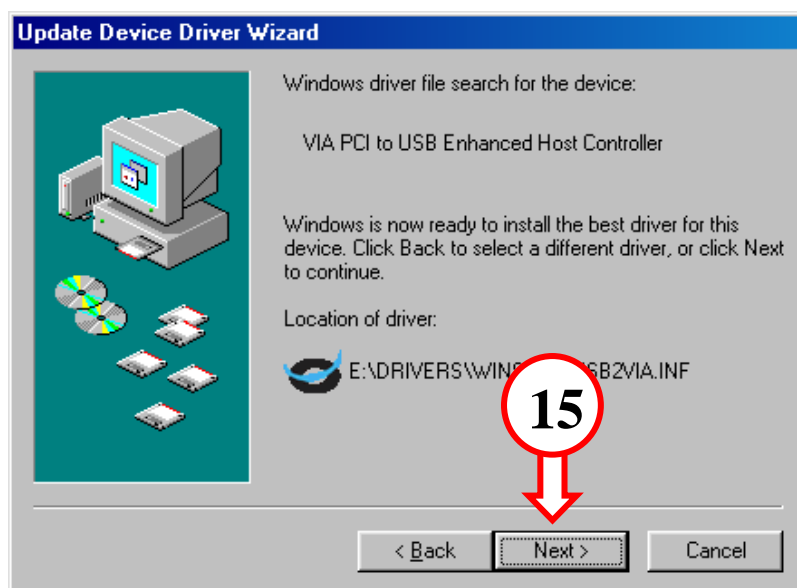 Update Device Driver Wizard
Windows driver file search for the device:
VIA PCI to USB Enhanced Host Controller
Windows is now ready to install the best driver for this
device. Click Back to select a different driver, or click Next
to continue.
Location of driver:
E:\DRIVERS\WIN SB2VIA.INF
15
< Back Next > Cancel